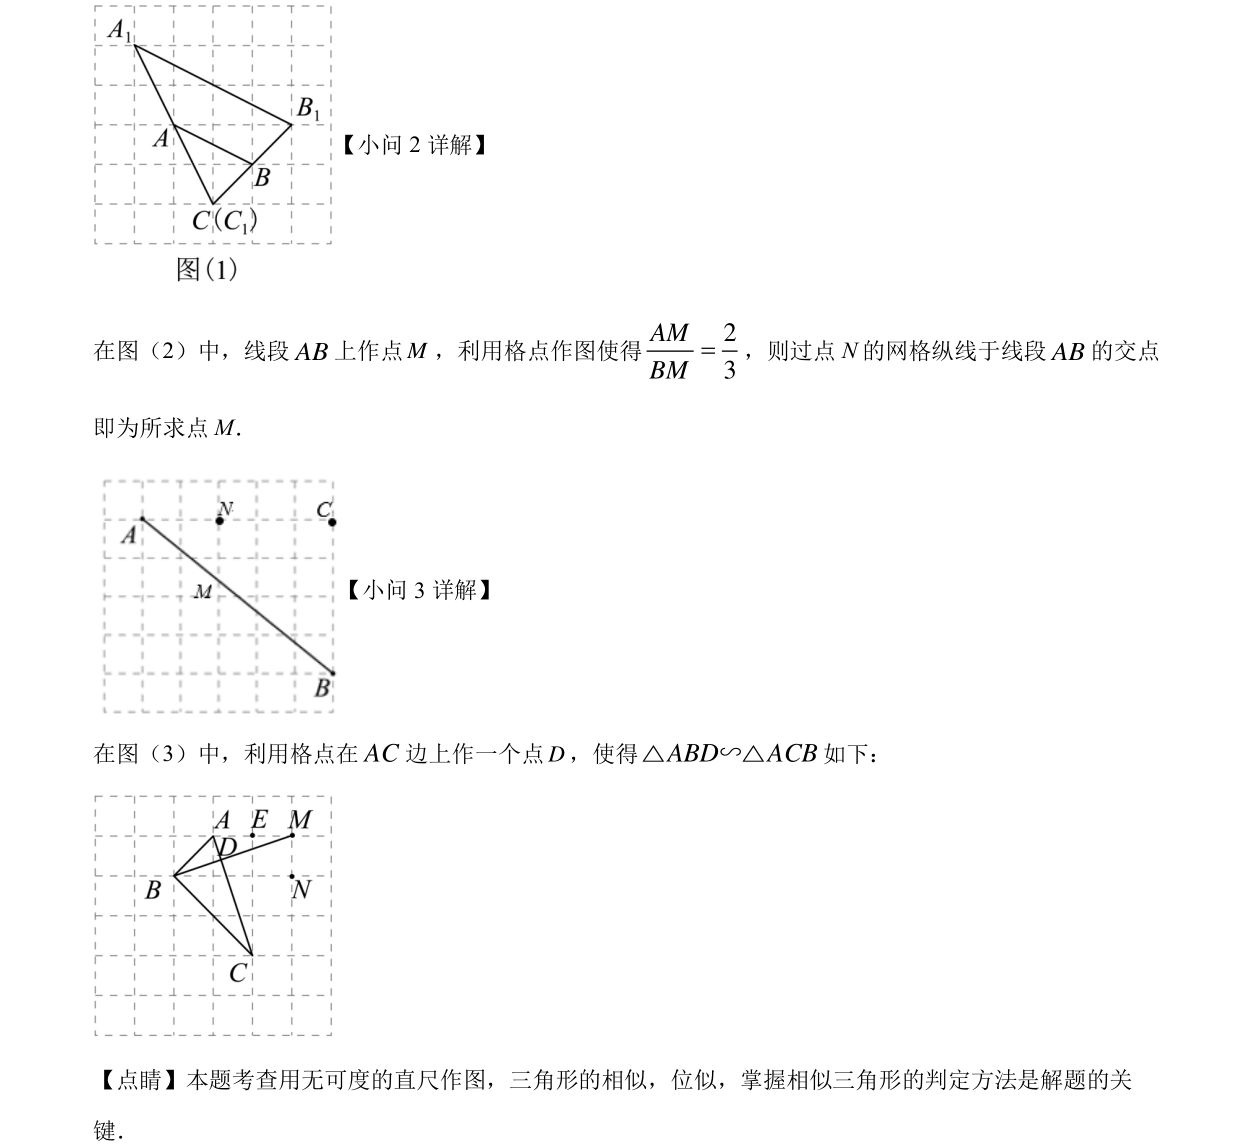 A₁
B₁
A
【小问 2 详解】
B
C(C₁)
图(1)
在图（2）中，线段 AB 上作点 M ，利用格点作图使得 AM/BM = 2/3，则过点 N 的网格纵线于线段 AB 的交点
即为所求点 M．
N
C
A
M
【小问 3 详解】
B
在图（3）中，利用格点在 AC 边上作一个点 D，使得 △ABD∽△ACB 如下：
A E M
D
B
N
C
【点睛】本题考查用无可度的直尺作图，三角形的相似，位似，掌握相似三角形的判定方法是解题的关
键．